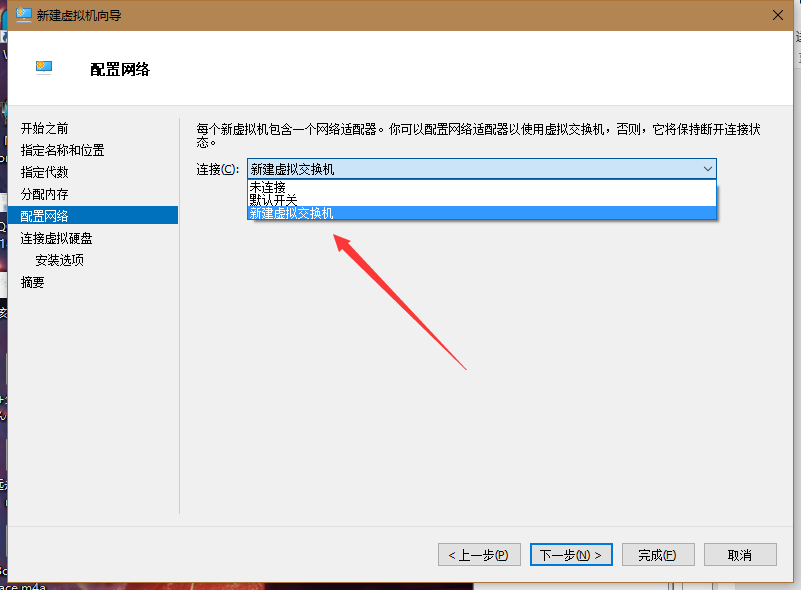 新建虚拟机向导
配置网络
开始之前
指定名称和位置
指定代数
分配内存
配置网络
连接虚拟硬盘
安装选项
摘要
每个新虚拟机包含一个网络适配器。你可以配置网络适配器以使用虚拟交换机，否则，它将保持断开连接状
态。
连接(C):
新建虚拟交换机
未连接
默认开关
新建虚拟交换机
< 上一步(P)
下一步(N) >
完成(F)
取消
ace.m4a